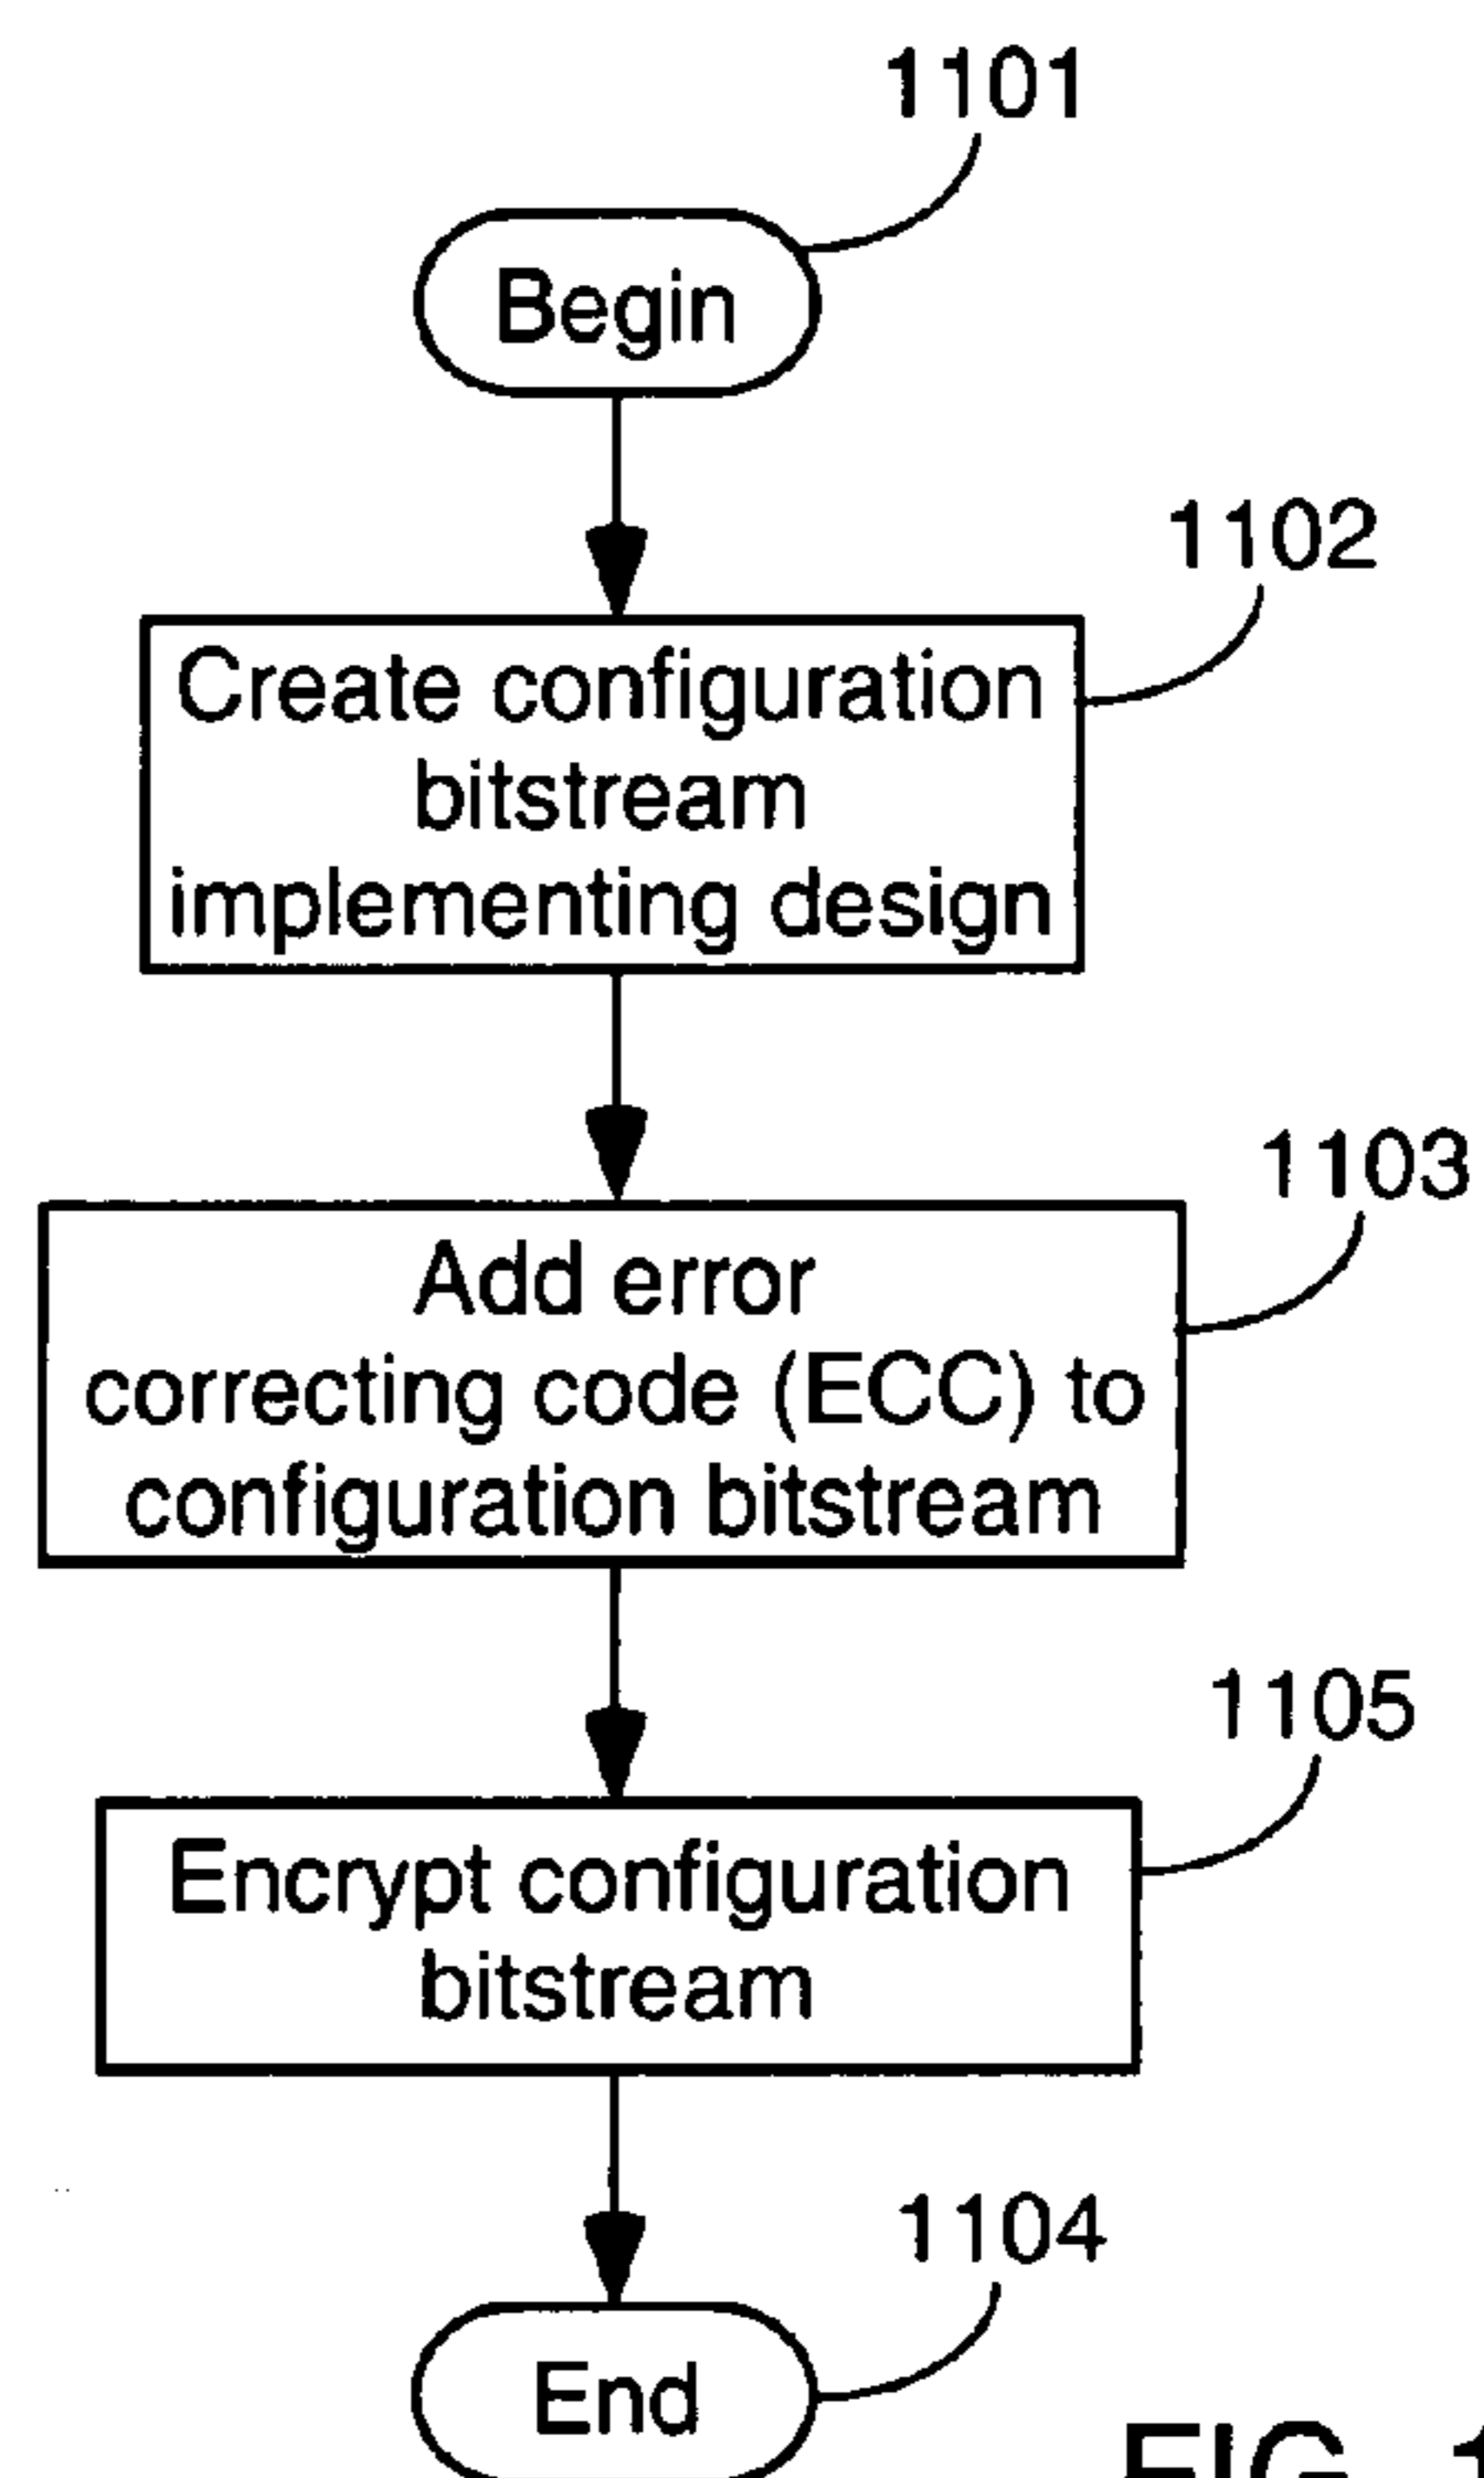 1101
Begin
1102
Create configuration
bitstream
implementing design
1103
Add error
correcting code (ECC) to
configuration bitstream
1105
Encrypt configuration
bitstream
1104
End
FIG.